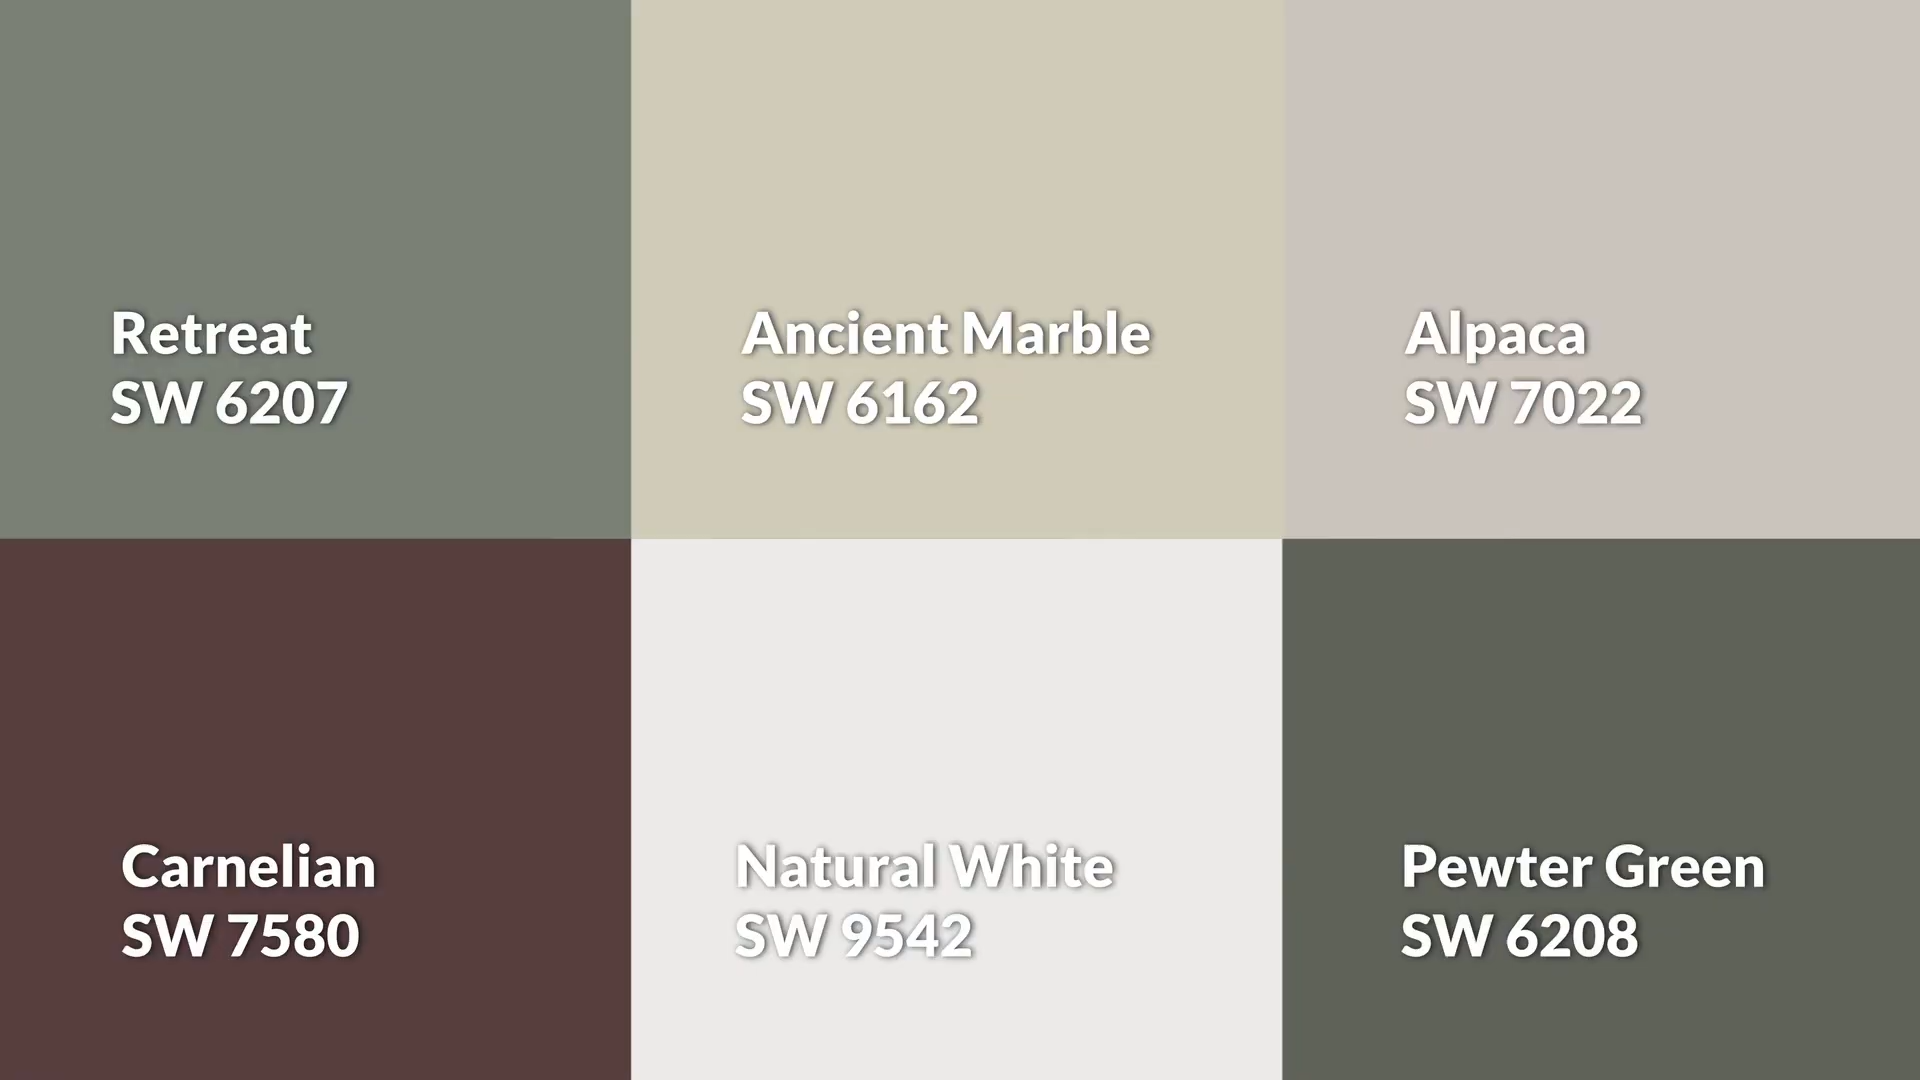 Retreat
SW 6207
Ancient Marble
SW 6162
Alpaca
SW 7022
Carnelian
SW 7580
Natural White
SW 9542
Pewter Green
SW 6208